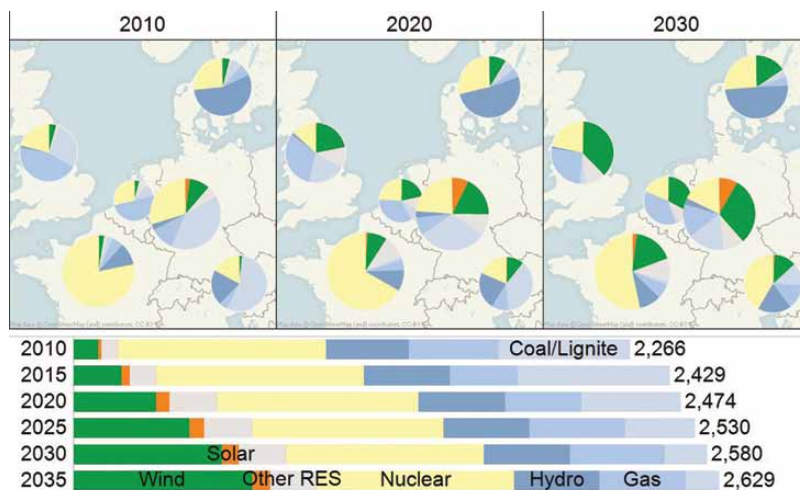 2010 2020 2030
2010 Coal/Lignite 2,266
2015 2,429
2020 2,474
2025 2,530
2030 Solar 2,580
2035 Wind Other RES Nuclear Hydro Gas 2,629